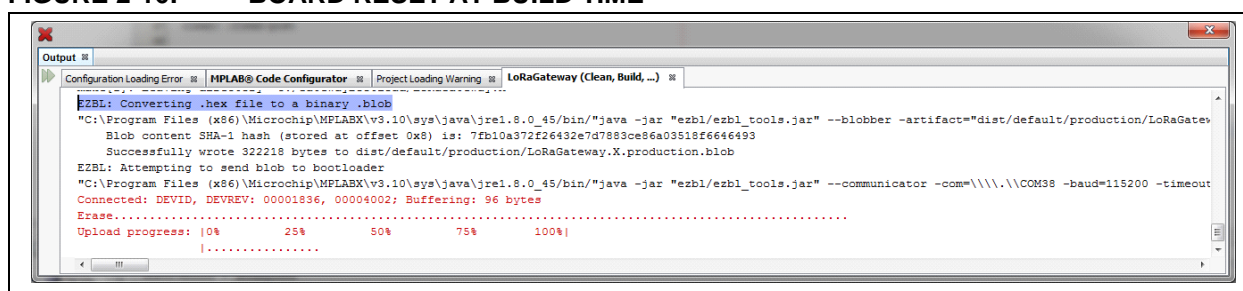 FIGURE 2-10: BOARD RESET AT BUILD TIME
Output
Configuration Loading Error MPLAB® Code Configurator Project Loading Warning LoRaGateway (Clean, Build, ...)
EZBL: Converting .hex file to a binary .blob
"C:\Program Files (x86)\Microchip\MPLABX\v3.10\sys\java\jre1.8.0_45/bin/"java -jar "ezbl/ezbl_tools.jar" --blobber -artifact="dist/default/production/LoRaGatew
Blob content SHA-1 hash (stored at offset 0x8) is: 7fb10a372f26432e7d7883ce86a03518f6646493
Successfully wrote 322218 bytes to dist/default/production/LoRaGateway.X.production.blob
EZBL: Attempting to send blob to bootloader
"C:\Program Files (x86)\Microchip\MPLABX\v3.10\sys\java\jre1.8.0_45/bin/"java -jar "ezbl/ezbl_tools.jar" --communicator -com=\\\\.\\COM38 -baud=115200 -timeout
Connected: DEVID, DEVREV: 00001836, 00004002; Buffering: 96 bytes
Erase..........................................................................................................
Upload progress: |0% 25% 50% 75% 100%|
|................